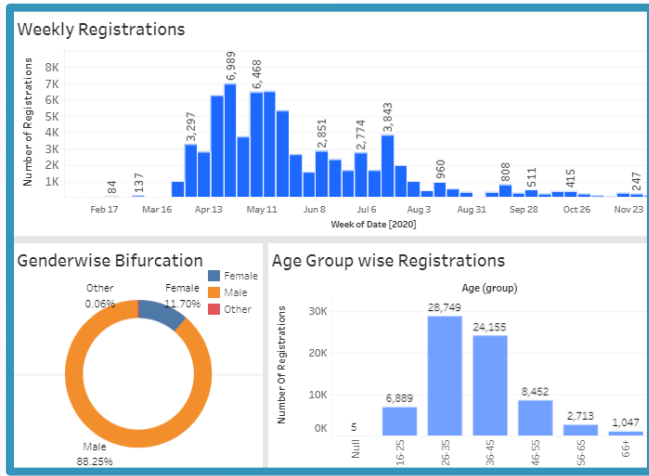 Weekly Registrations
Number of Registrations
8K
7K
6K
5K
4K
3K
2K
1K
84
137
3,297
6,989
6,468
2,851
2,774
3,843
960
808
511
415
247
Feb 17
Mar 16
Apr 13
May 11
Jun 8
Jul 6
Aug 3
Aug 31
Sep 28
Oct 26
Nov 23
Week of Date [2020]
Genderwise Bifurcation
Female
Male
Other
Other
0.06%
Female
11.70%
Male
88.25%
Age Group wise Registrations
Age (group)
Number Of Registrations
30K
20K
10K
0K
5
6,889
28,749
24,155
8,452
2,713
1,047
Null
16-25
26-35
36-45
46-55
56-65
66+